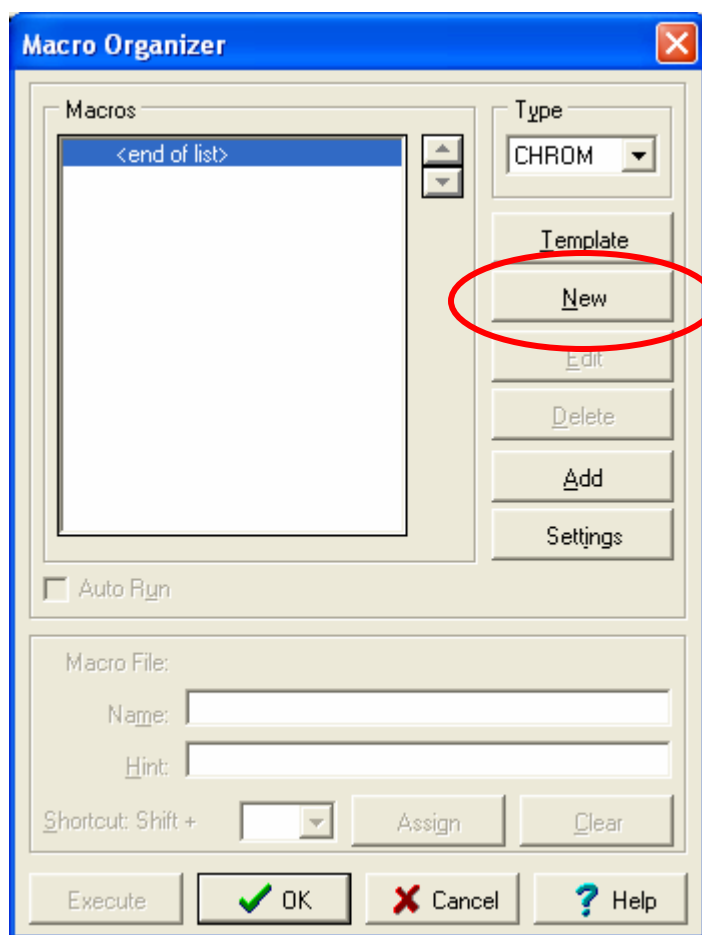 Macro Organizer
Macros
Type
<end of list>
CHROM
Template
New
Edit
Delete
Add
Settings
Auto Run
Macro File:
Name:
Hint:
Shortcut: Shift +
Assign
Clear
Execute
OK
Cancel
Help